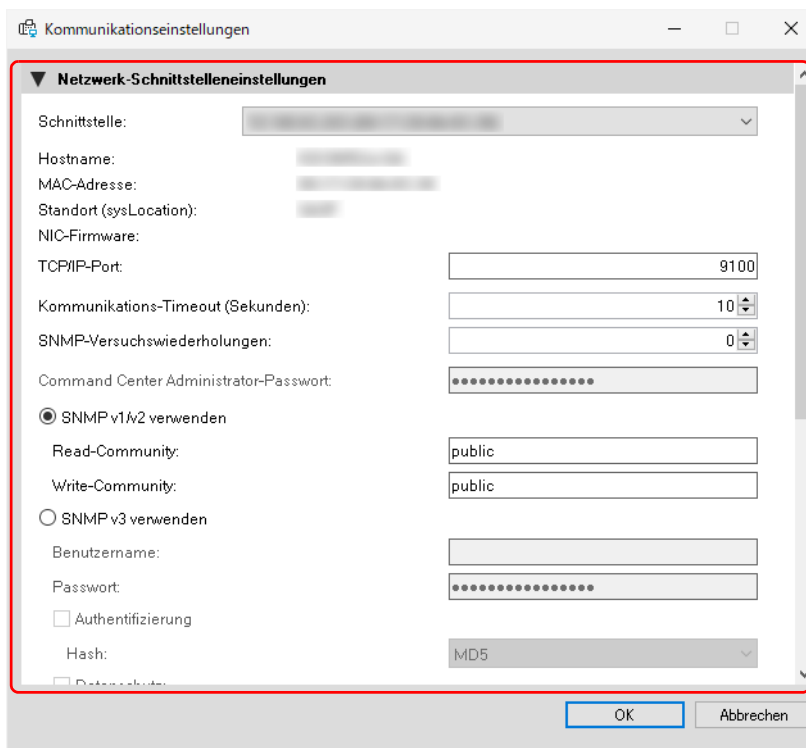 Kommunikationseinstellungen
Netzwerk-Schnittstelleneinstellungen
Schnittstelle:
Hostname:
MAC-Adresse:
Standort (sysLocation):
NIC-Firmware:
TCP/IP-Port: 9100
Kommunikations-Timeout (Sekunden): 10
SNMP-Versuchswiederholungen: 0
Command Center Administrator-Passwort: ●●●●●●●●●●●●●●●●
SNMP v1/v2 verwenden
Read-Community: public
Write-Community: public
SNMP v3 verwenden
Benutzername:
Passwort: ●●●●●●●●●●●●●●●●
Authentifizierung
Hash: MD5
OK Abbrechen